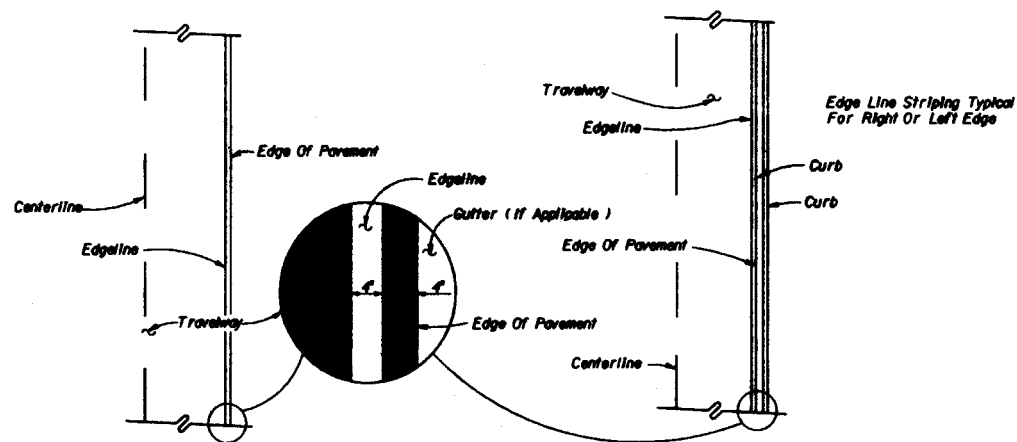 Edge Of Pavement
Centerline
Edgeline
Travelway
Edgeline
Gutter ( If Applicable )
4"
4"
Edge Of Pavement
Travelway
Edgeline
Edge Line Striping Typical
For Right Or Left Edge
Curb
Curb
Edge Of Pavement
Centerline